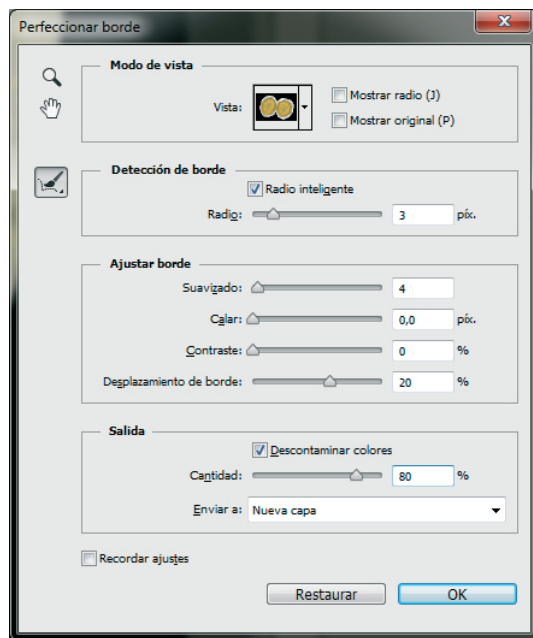 Perfeccionar borde
Modo de vista
Vista:
Mostrar radio (J)
Mostrar original (P)
Detección de borde
Radio inteligente
Radio: 3 píx.
Ajustar borde
Suavizado: 4
Calar: 0,0 píx.
Contraste: 0 %
Desplazamiento de borde: 20 %
Salida
Descontaminar colores
Cantidad: 80 %
Enviar a: Nueva capa
Recordar ajustes
Restaurar OK